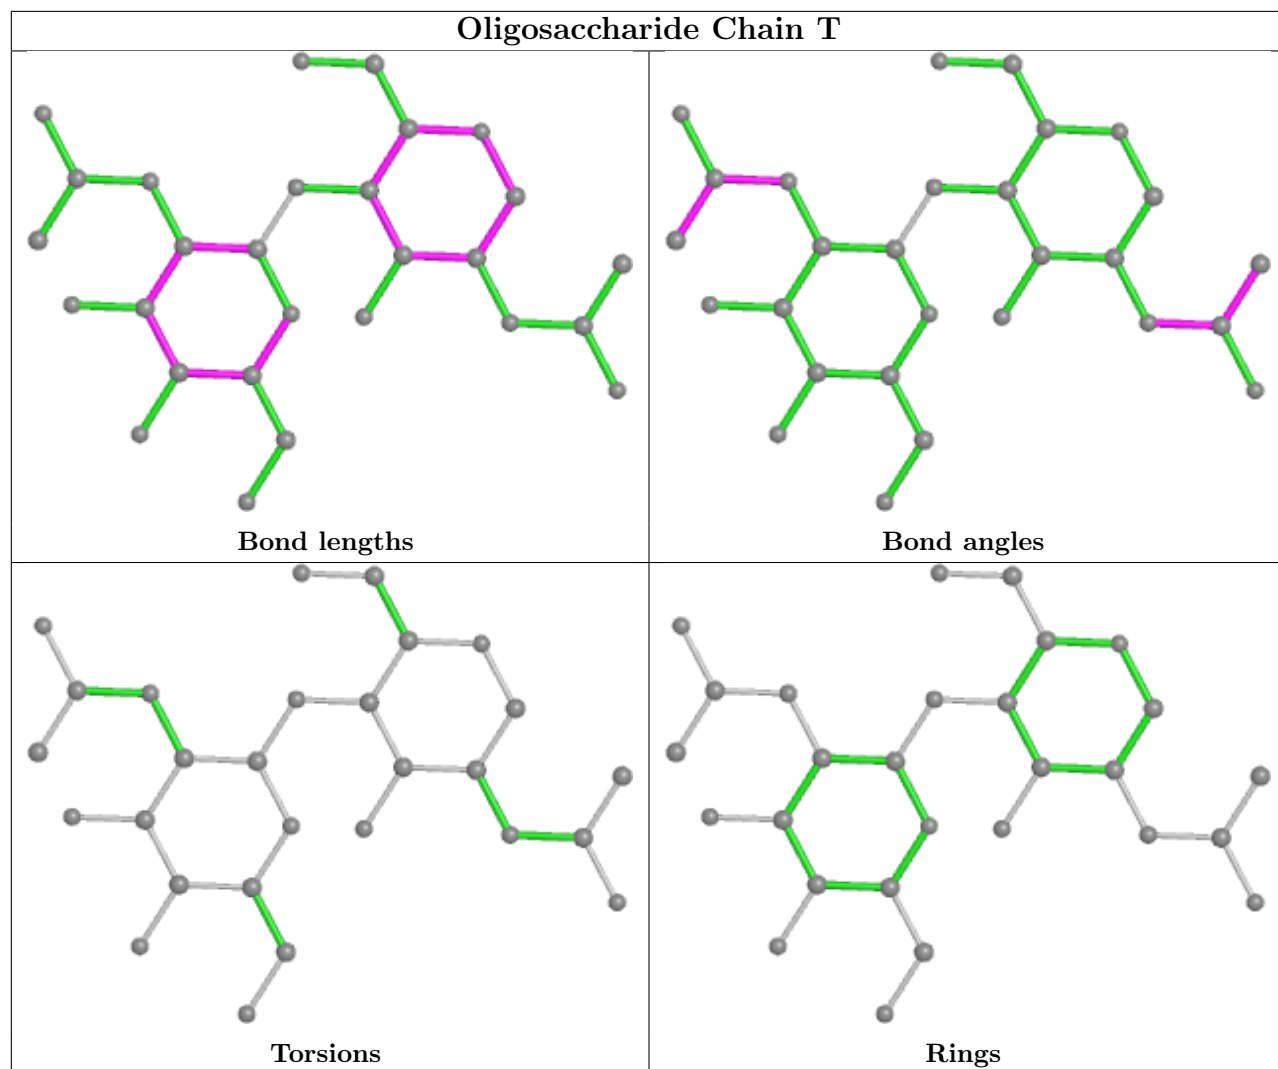 Oligosaccharide Chain T
Bond lengths
Bond angles
Torsions
Rings